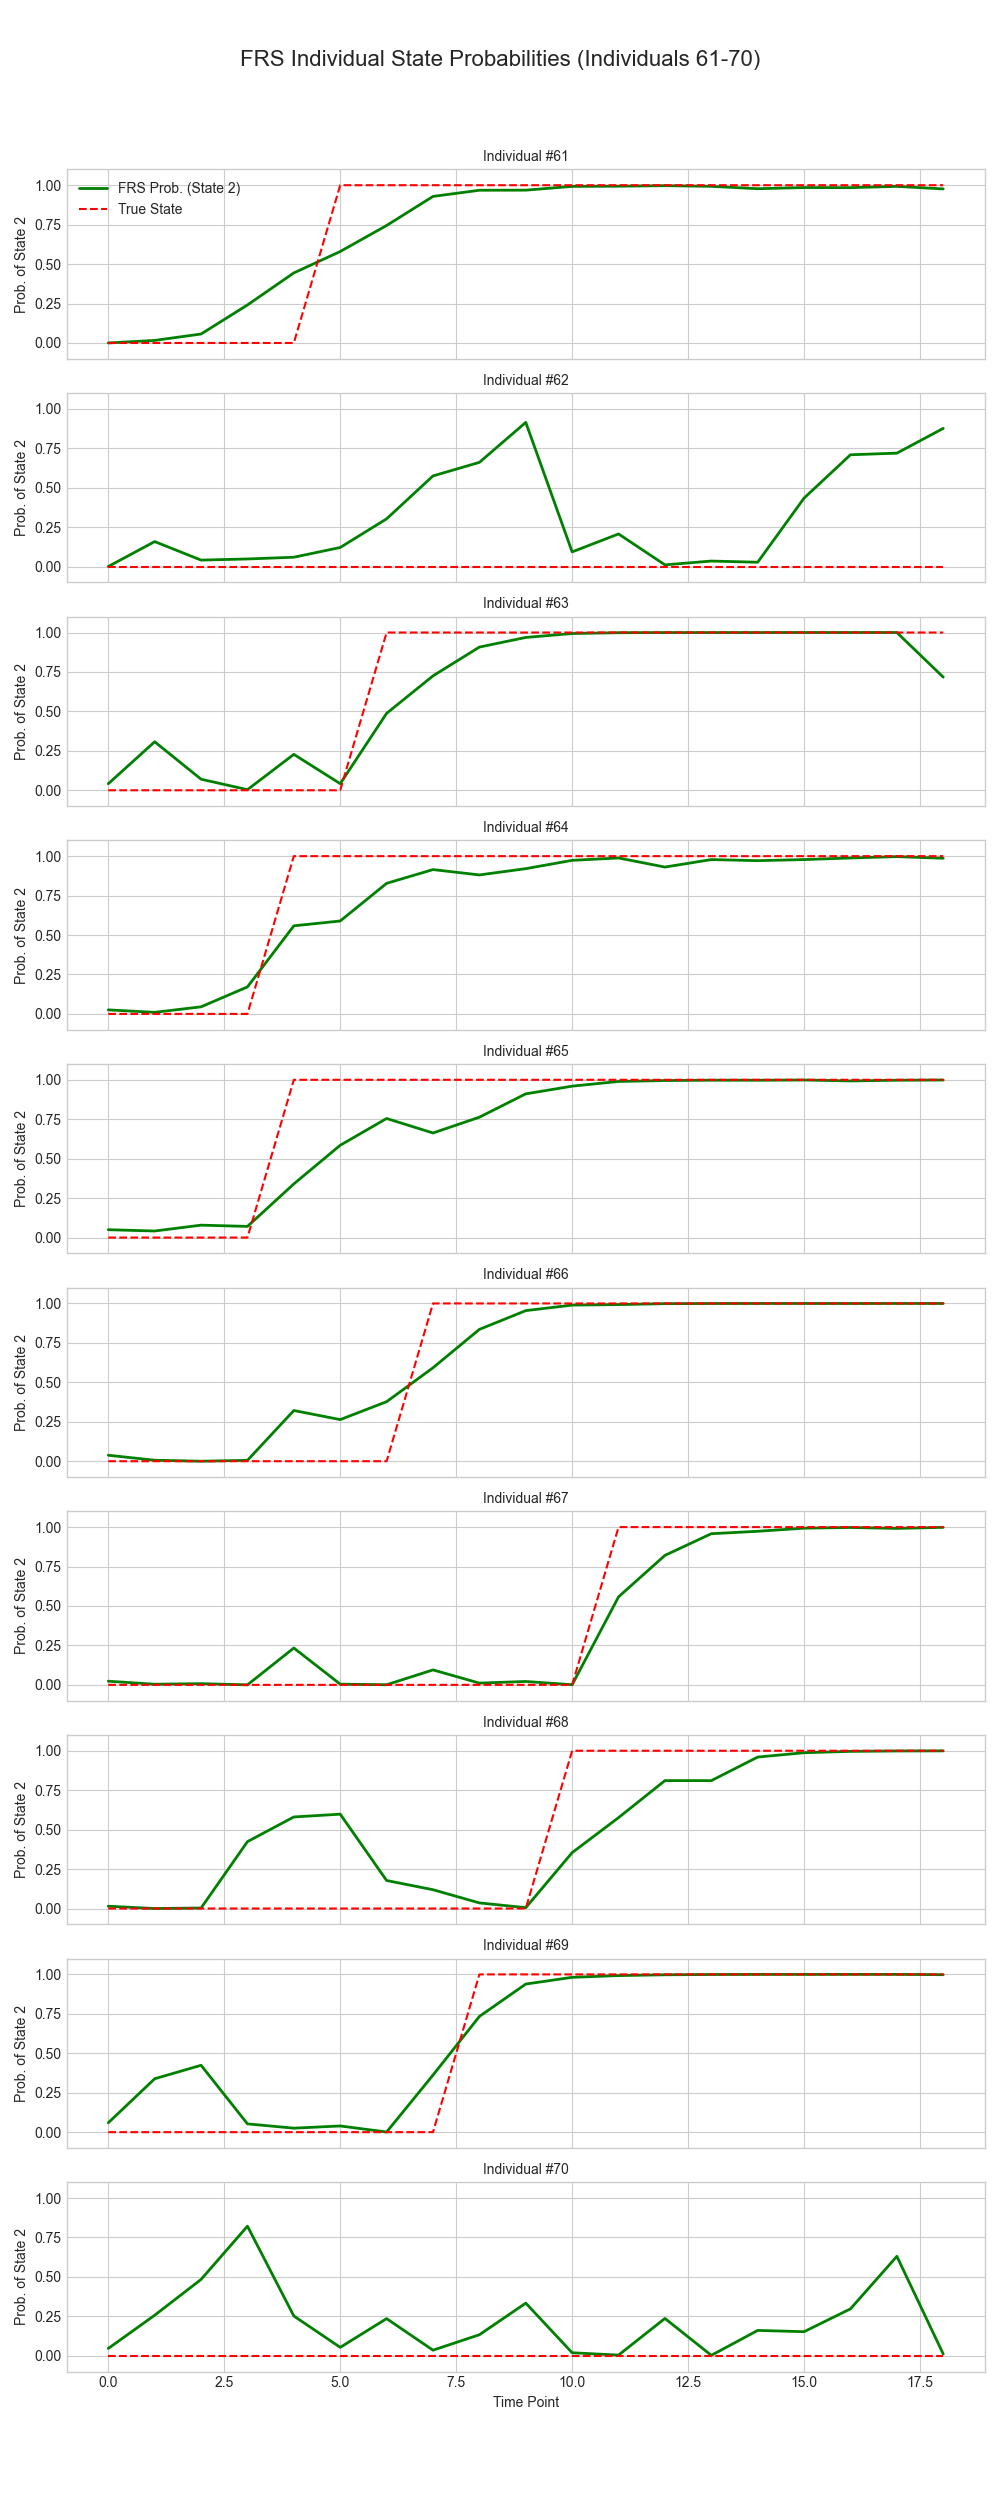 FRS Individual State Probabilities (Individuals 61-70)
Individual #61
FRS Prob. (State 2)
True State
Prob. of State 2
1.00
0.75
0.50
0.25
0.00
Individual #62
Prob. of State 2
1.00
0.75
0.50
0.25
0.00
Individual #63
Prob. of State 2
1.00
0.75
0.50
0.25
0.00
Individual #64
Prob. of State 2
1.00
0.75
0.50
0.25
0.00
Individual #65
Prob. of State 2
1.00
0.75
0.50
0.25
0.00
Individual #66
Prob. of State 2
1.00
0.75
0.50
0.25
0.00
Individual #67
Prob. of State 2
1.00
0.75
0.50
0.25
0.00
Individual #68
Prob. of State 2
1.00
0.75
0.50
0.25
0.00
Individual #69
Prob. of State 2
1.00
0.75
0.50
0.25
0.00
Individual #70
Prob. of State 2
1.00
0.75
0.50
0.25
0.00
0.0 2.5 5.0 7.5 10.0 12.5 15.0 17.5
Time Point